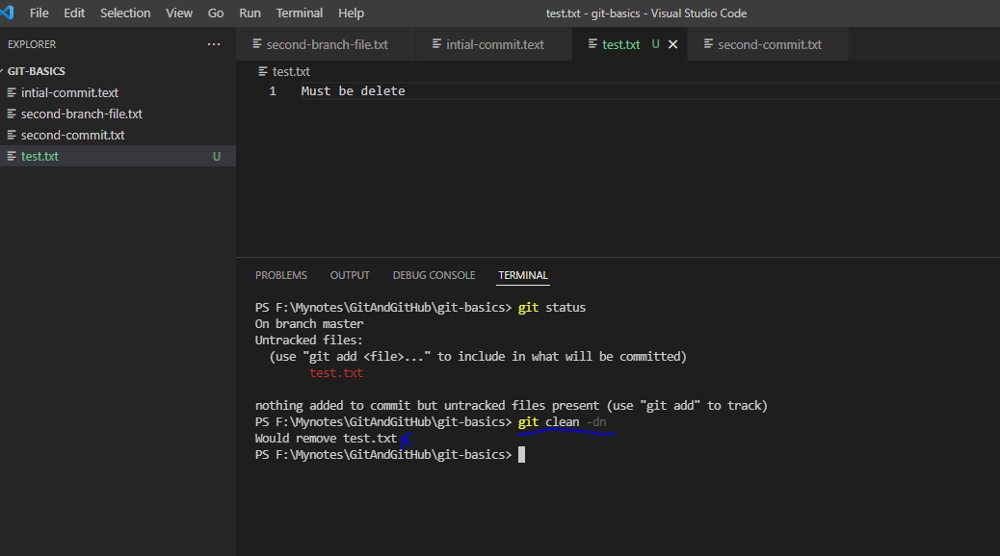 File Edit Selection View Go Run Terminal Help test.txt - git-basics - Visual Studio Code
EXPLORER ···
GIT-BASICS
intial-commit.text
second-branch-file.txt
second-commit.txt
test.txt U
second-branch-file.txt intial-commit.text test.txt U second-commit.txt
test.txt
1 Must be delete
PROBLEMS OUTPUT DEBUG CONSOLE TERMINAL
PS F:\Mynotes\GitAndGitHub\git-basics> git status
On branch master
Untracked files:
(use "git add <file>..." to include in what will be committed)
test.txt
nothing added to commit but untracked files present (use "git add" to track)
PS F:\Mynotes\GitAndGitHub\git-basics> git clean -dn
Would remove test.txt
PS F:\Mynotes\GitAndGitHub\git-basics>